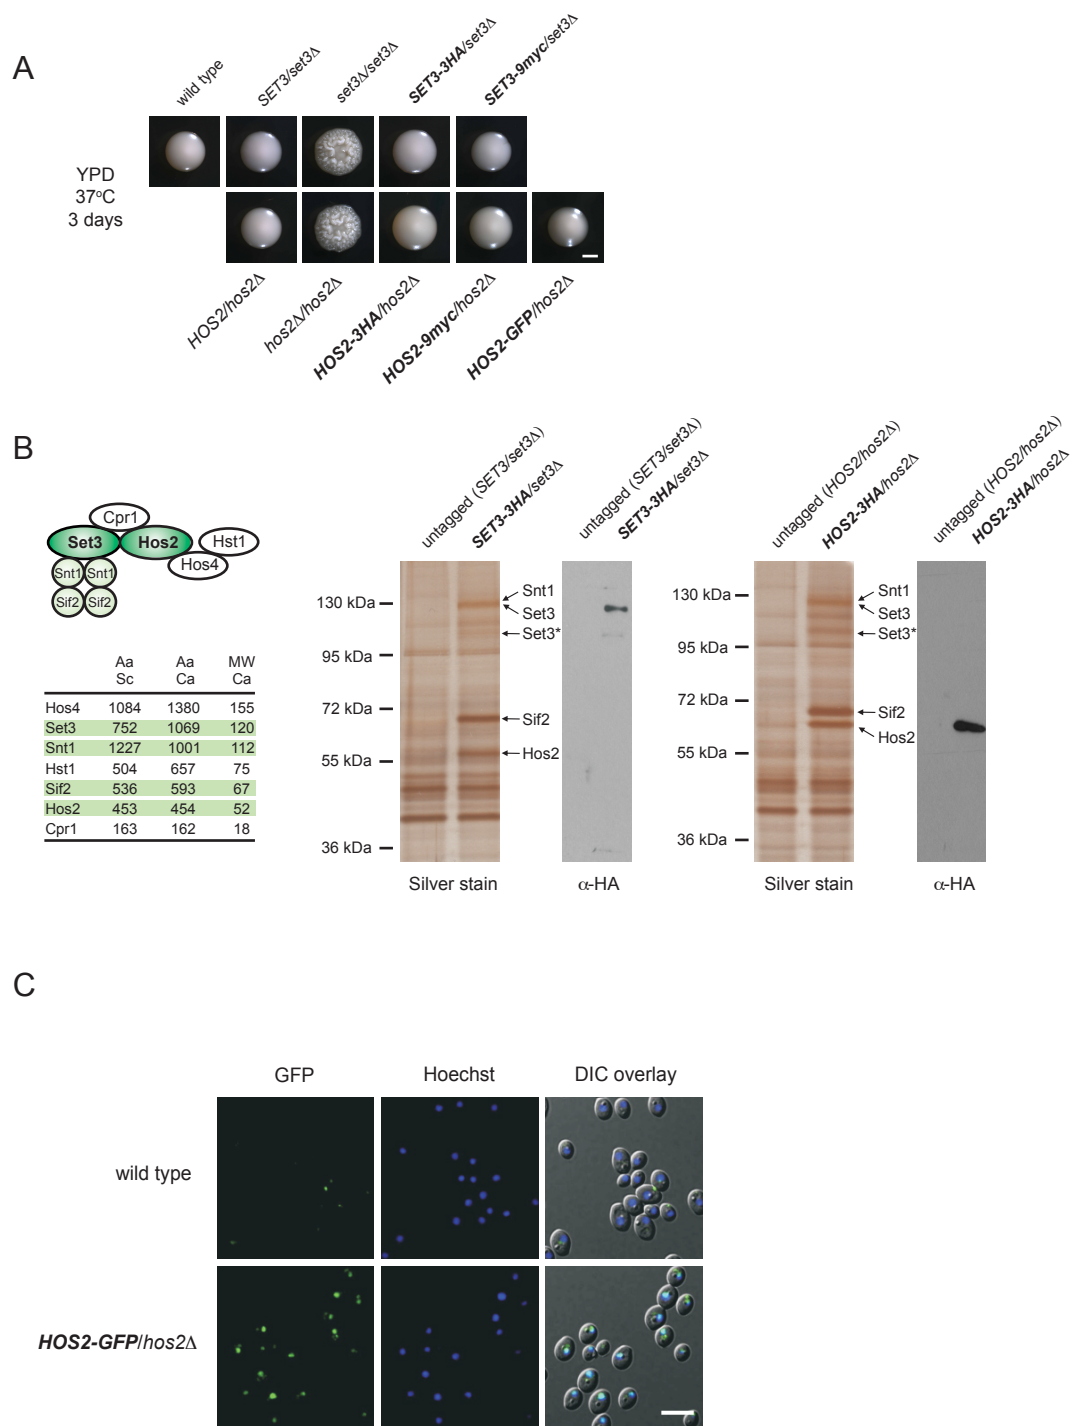 A
wild type
SET3/set3Δ
set3Δ/set3Δ
SET3-3HA/set3Δ
SET3-9myc/set3Δ
YPD
37°C
3 days
HOS2/hos2Δ
hos2Δ/hos2Δ
HOS2-3HA/hos2Δ
HOS2-9myc/hos2Δ
HOS2-GFP/hos2Δ
B
Cpr1
Set3
Hos2
Hst1
Hos4
Snt1
Snt1
Sif2
Sif2
Aa Aa MW
Sc Ca Ca
Hos4 1084 1380 155
Set3 752 1069 120
Snt1 1227 1001 112
Hst1 504 657 75
Sif2 536 593 67
Hos2 453 454 52
Cpr1 163 162 18
untagged (SET3/set3Δ)
SET3-3HA/set3Δ
untagged (SET3/set3Δ)
SET3-3HA/set3Δ
130 kDa
95 kDa
72 kDa
55 kDa
36 kDa
Snt1
Set3
Set3*
Sif2
Hos2
Silver stain
α-HA
untagged (HOS2/hos2Δ)
HOS2-3HA/hos2Δ
untagged (HOS2/hos2Δ)
HOS2-3HA/hos2Δ
130 kDa
95 kDa
72 kDa
55 kDa
36 kDa
Snt1
Set3
Set3*
Sif2
Hos2
Silver stain
α-HA
C
GFP
Hoechst
DIC overlay
wild type
HOS2-GFP/hos2Δ